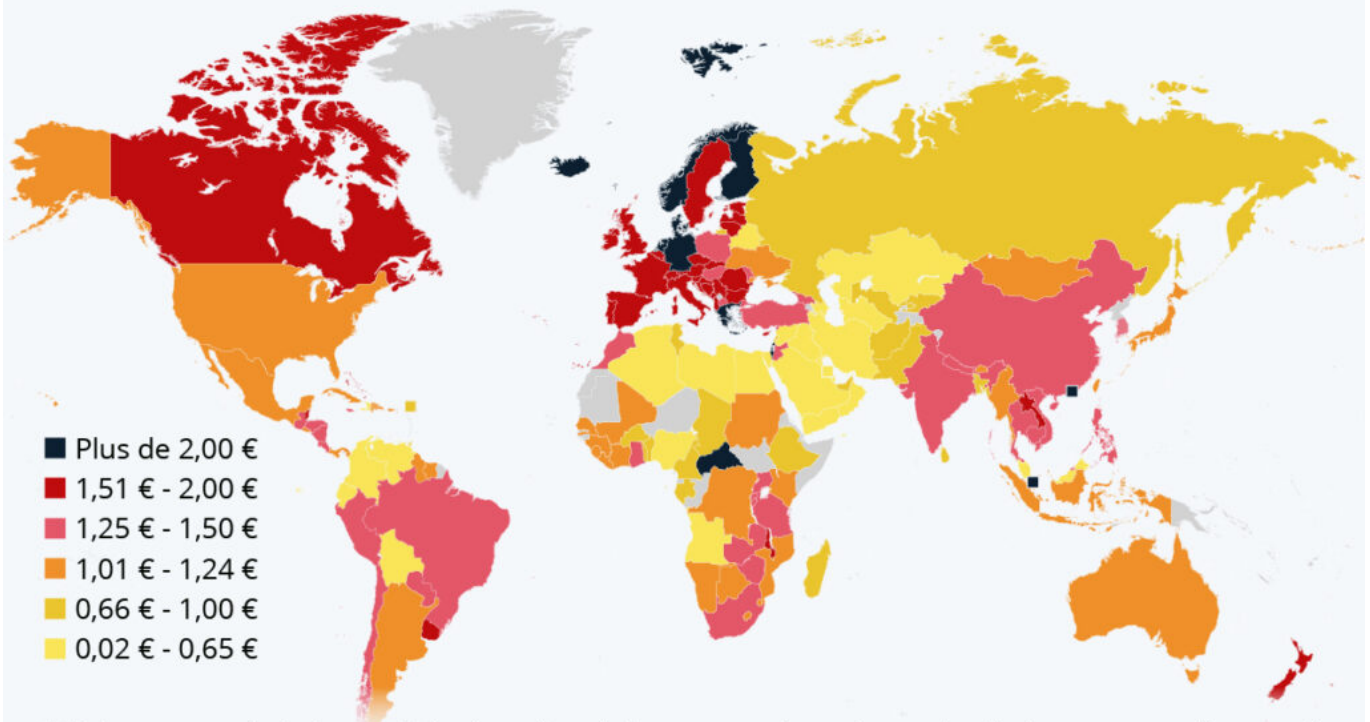 Plus de 2,00 €
1,51 € - 2,00 €
1,25 € - 1,50 €
1,01 € - 1,24 €
0,66 € - 1,00 €
0,02 € - 0,65 €